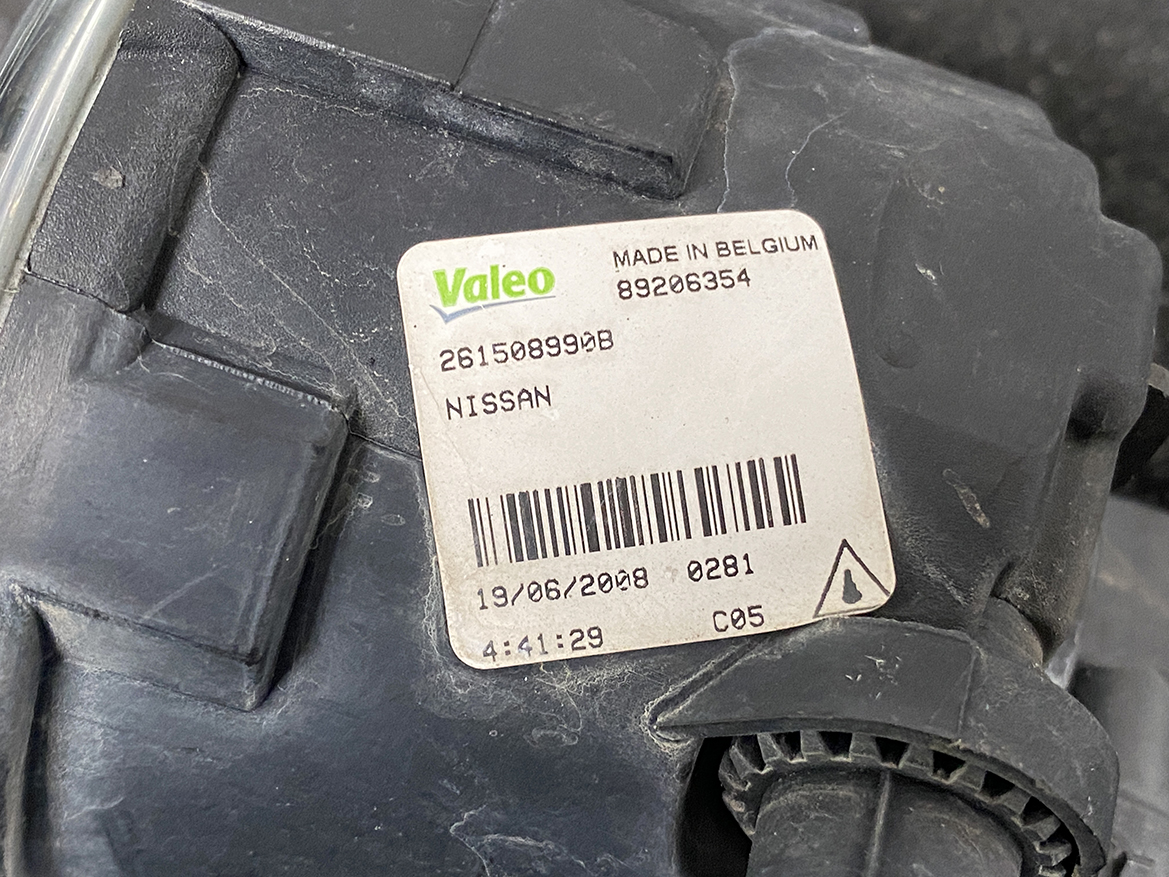 Valeo
MADE IN BELGIUM
89206354
261508990B
NISSAN
19/06/2008 0281
4:41:29 C05